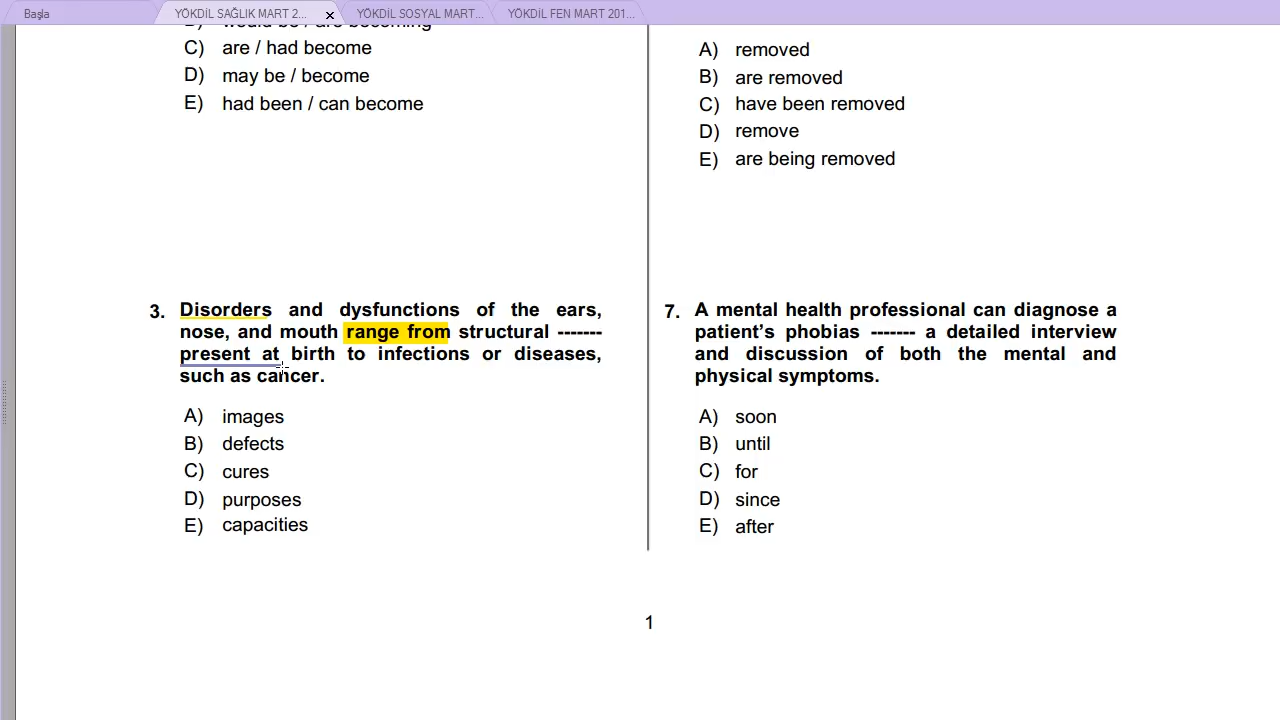 Başla
YÖKDİL SAĞLIK MART 2...
x
YÖKDİL SOSYAL MART...
YÖKDİL FEN MART 201...
would be / are becoming
C) are / had become
D) may be / become
E) had been / can become
3. Disorders and dysfunctions of the ears,
nose, and mouth range from structural -------
present at birth to infections or diseases,
such as cancer.
A) images
B) defects
C) cures
D) purposes
E) capacities
A) removed
B) are removed
C) have been removed
D) remove
E) are being removed
7. A mental health professional can diagnose a
patient's phobias ------- a detailed interview
and discussion of both the mental and
physical symptoms.
A) soon
B) until
C) for
D) since
E) after
1